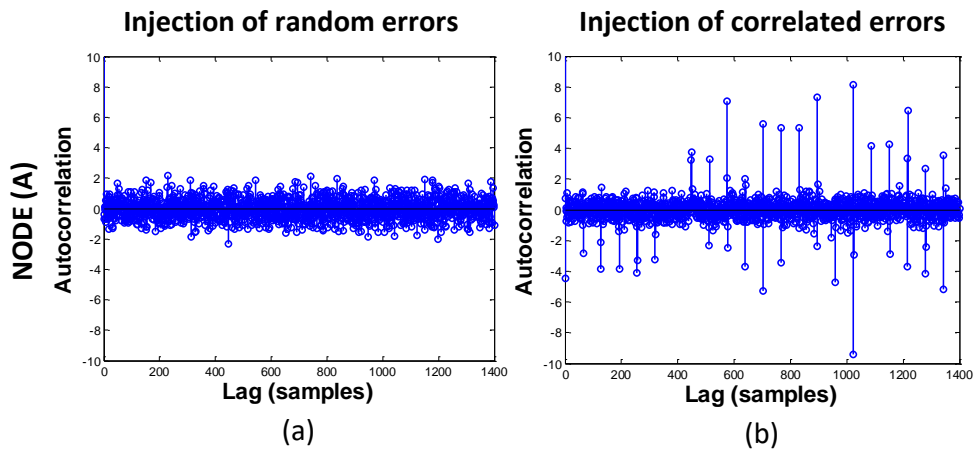 Injection of random errors
Injection of correlated errors
NODE (A)
Autocorrelation
10
8
6
4
2
0
-2
-4
-6
-8
-10
0 200 400 600 800 1000 1200 1400
Lag (samples)
(a)
Autocorrelation
10
8
6
4
2
0
-2
-4
-6
-8
-10
0 200 400 600 800 1000 1200 1400
Lag (samples)
(b)